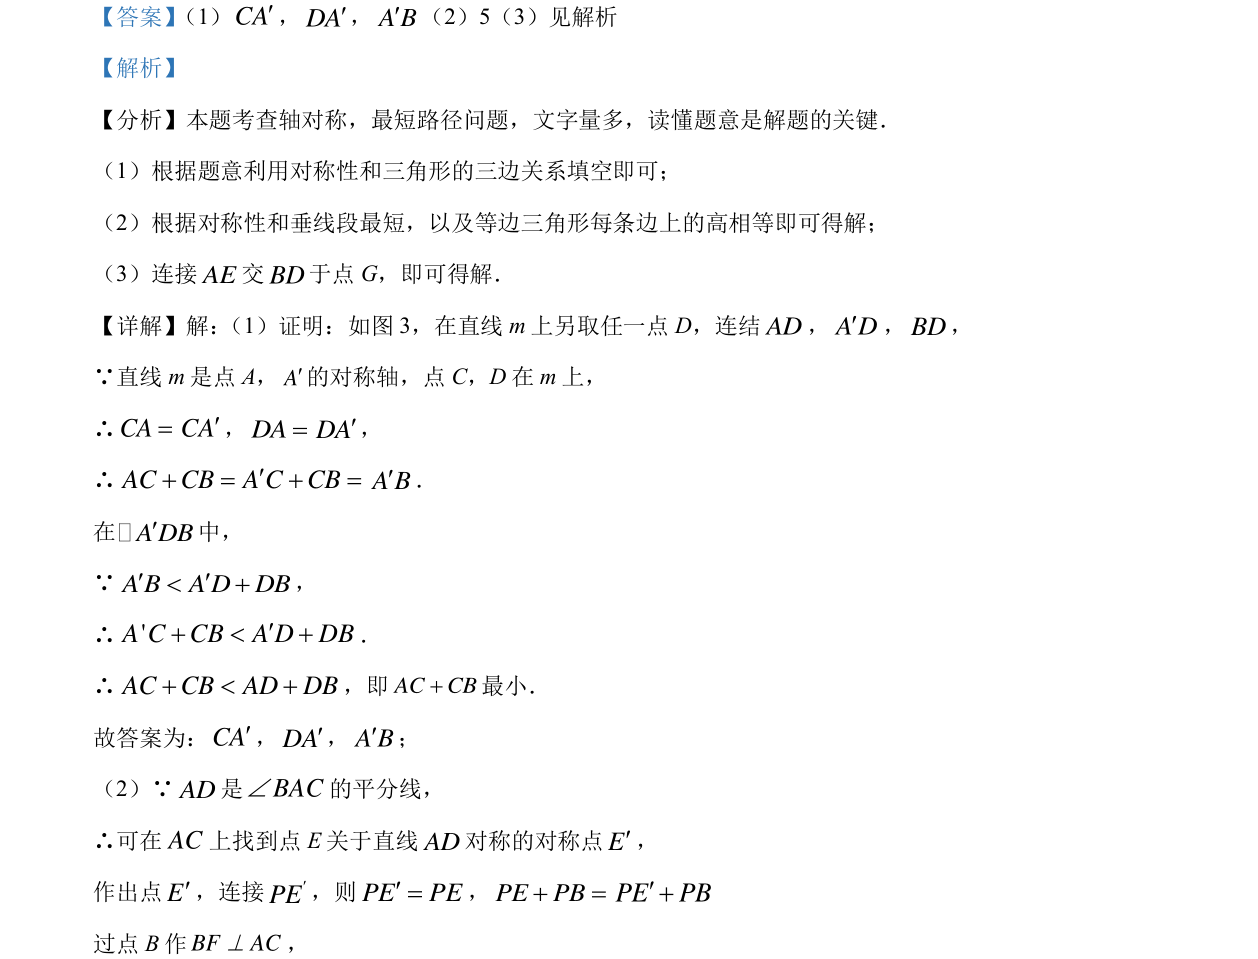 【答案】(1) CA′， DA′， A′B（2）5（3）见解析
【解析】
【分析】本题考查轴对称，最短路径问题，文字量多，读懂题意是解题的关键．
（1）根据题意利用对称性和三角形的三边关系填空即可；
（2）根据对称性和垂线段最短，以及等边三角形每条边上的高相等即可得解；
（3）连接 AE 交 BD 于点 G，即可得解．
【详解】解：（1）证明：如图 3，在直线 m 上另取任一点 D，连结 AD， A′D， BD，
∵直线 m 是点 A， A′ 的对称轴，点 C，D 在 m 上，
∴ CA = CA′， DA = DA′，
∴ AC + CB = A′C + CB = A′B．
在□A′DB 中，
∵ A′B < A′D + DB，
∴ A'C + CB < A′D + DB．
∴ AC + CB < AD + DB，即 AC + CB 最小．
故答案为： CA′， DA′， A′B；
（2）∵ AD 是 ∠BAC 的平分线，
∴可在 AC 上找到点 E 关于直线 AD 对称的对称点 E′，
作出点 E′，连接 PE′，则 PE′ = PE， PE + PB = PE′ + PB
过点 B 作 BF ⊥ AC，